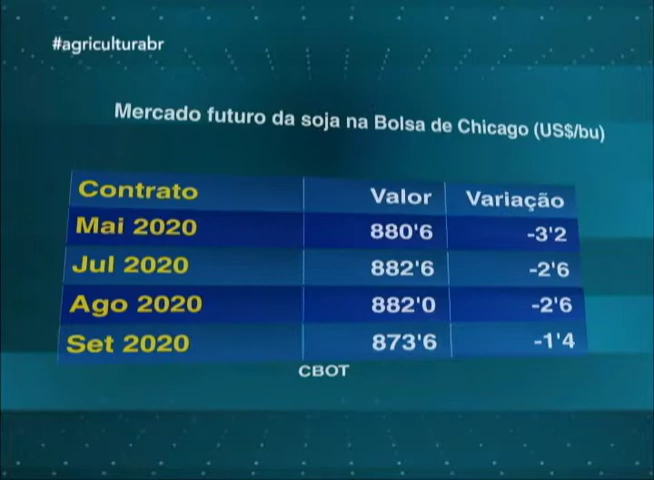 #agriculturabr
Mercado futuro da soja na Bolsa de Chicago (US$/bu)
Contrato Valor Variação
Mai 2020 880'6 -3'2
Jul 2020 882'6 -2'6
Ago 2020 882'0 -2'6
Set 2020 873'6 -1'4
CBOT